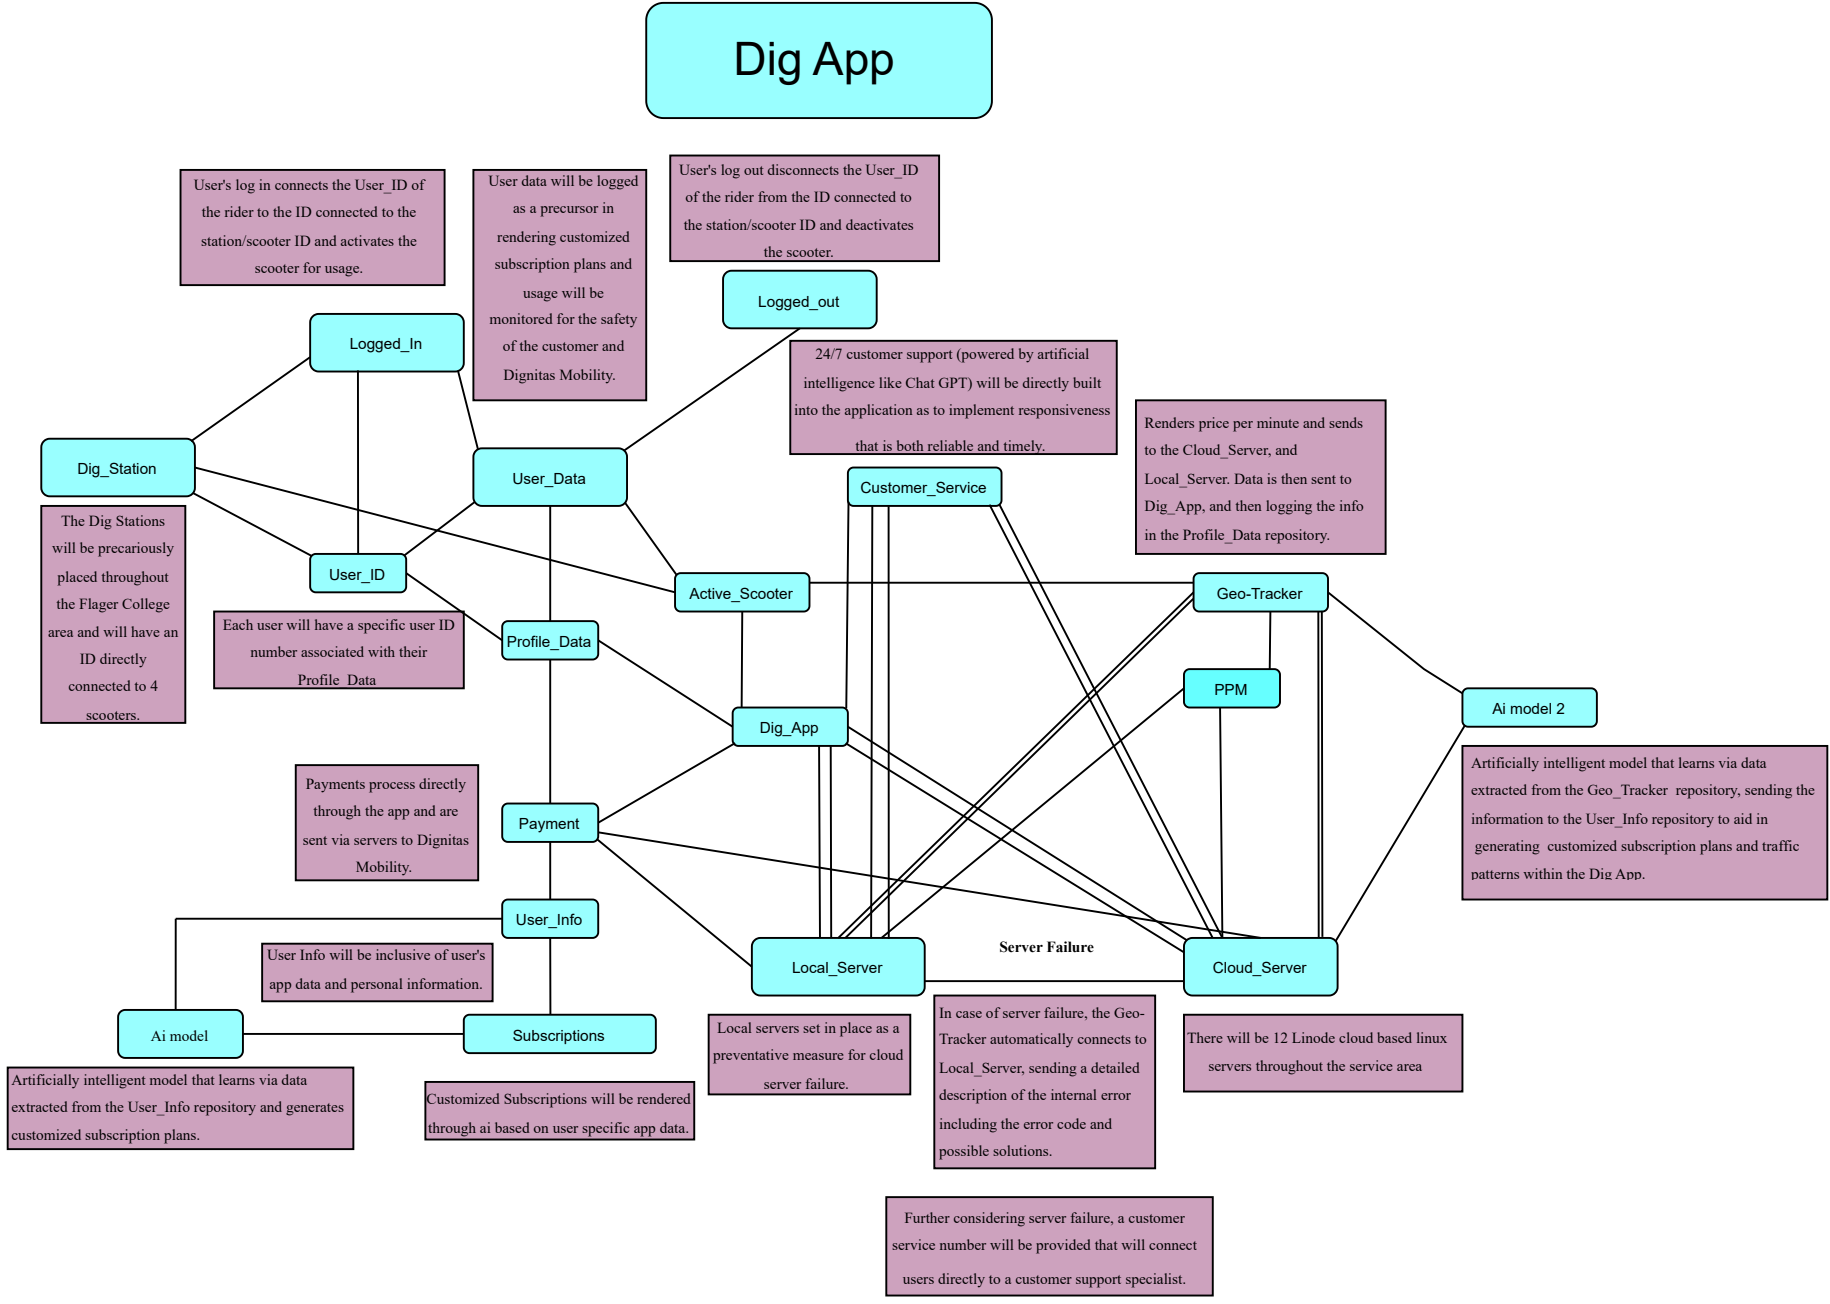 Dig App
User's log in connects the User_ID of
the rider to the ID connected to the
station/scooter ID and activates the
scooter for usage.
User data will be logged
as a precursor in
rendering customized
subscription plans and
usage will be
monitored for the safety
of the customer and
Dignitas Mobility.
User's log out disconnects the User_ID
of the rider from the ID connected to
the station/scooter ID and deactivates
the scooter.
Logged_out
Logged_In
24/7 customer support (powered by artificial
intelligence like Chat GPT) will be directly built
into the application as to implement responsiveness
that is both reliable and timely.
Renders price per minute and sends
to the Cloud_Server, and
Local_Server. Data is then sent to
Dig_App, and then logging the info
in the Profile_Data repository.
Dig_Station
User_Data
Customer_Service
The Dig Stations
will be precariously
placed throughout
the Flager College
area and will have an
ID directly
connected to 4
scooters.
User_ID
Active_Scooter
Geo-Tracker
Each user will have a specific user ID
number associated with their
Profile_Data
Profile_Data
PPM
Ai model 2
Dig_App
Artificially intelligent model that learns via data
extracted from the Geo_Tracker repository, sending the
information to the User_Info repository to aid in
generating customized subscription plans and traffic
patterns within the Dig App.
Payments process directly
through the app and are
sent via servers to Dignitas
Mobility.
Payment
User_Info
User Info will be inclusive of user's
app data and personal information.
Server Failure
Local_Server
Cloud_Server
Ai model
Subscriptions
Local servers set in place as a
preventative measure for cloud
server failure.
In case of server failure, the Geo-
Tracker automatically connects to
Local_Server, sending a detailed
description of the internal error
including the error code and
possible solutions.
There will be 12 Linode cloud based linux
servers throughout the service area
Artificially intelligent model that learns via data
extracted from the User_Info repository and generates
customized subscription plans.
Customized Subscriptions will be rendered
through ai based on user specific app data.
Further considering server failure, a customer
service number will be provided that will connect
users directly to a customer support specialist.